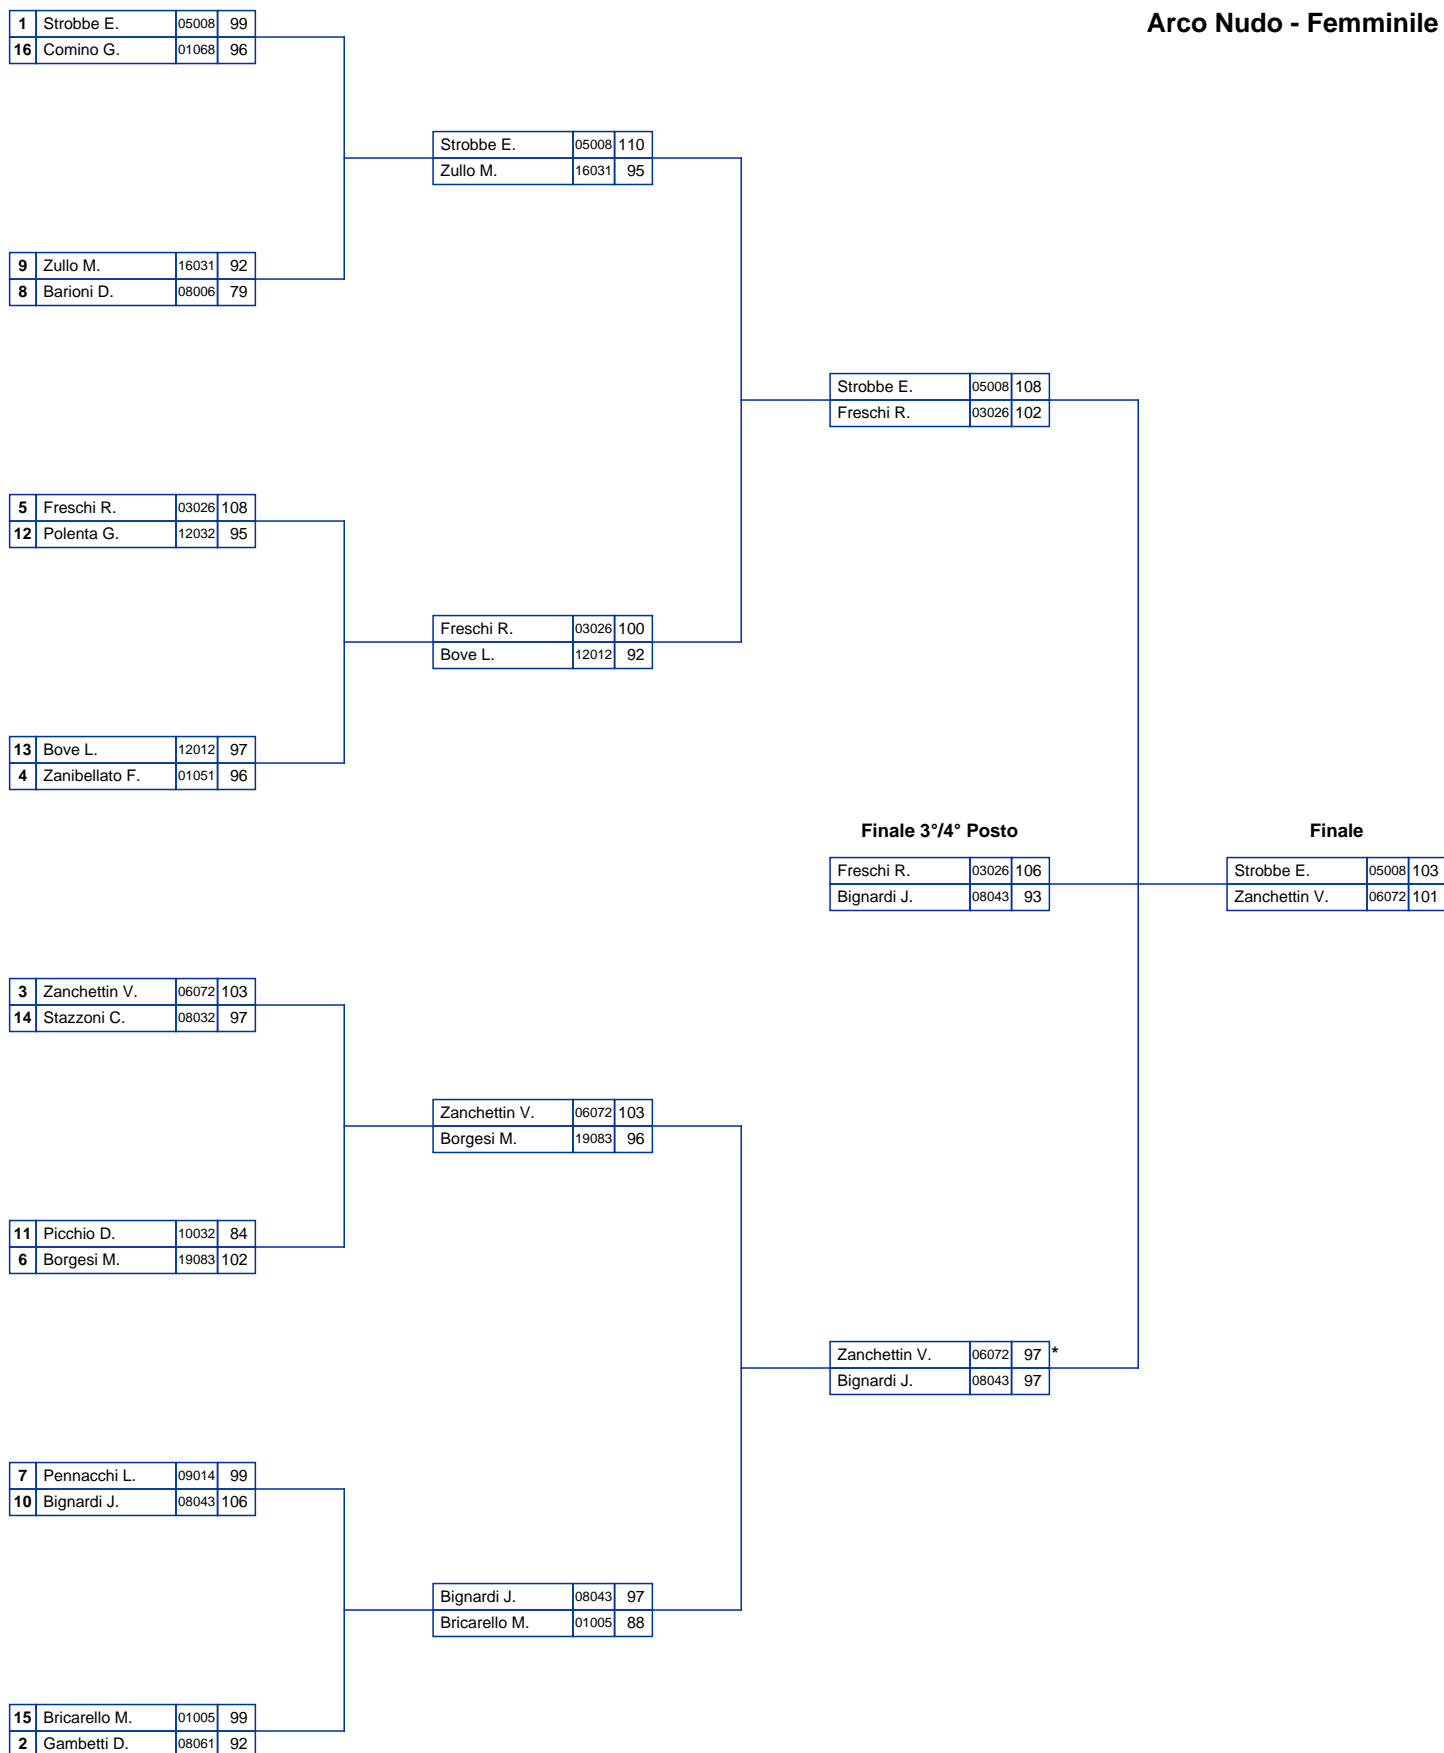 Arco Nudo - Femminile
1 Strobbe E. 05008 99
16 Comino G. 01068 96
Strobbe E. 05008 110
Zullo M. 16031 95
9 Zullo M. 16031 92
8 Barioni D. 08006 79
Strobbe E. 05008 108
Freschi R. 03026 102
5 Freschi R. 03026 108
12 Polenta G. 12032 95
Freschi R. 03026 100
Bove L. 12012 92
13 Bove L. 12012 97
4 Zanibellato F. 01051 96
Finale 3°/4° Posto
Freschi R. 03026 106
Bignardi J. 08043 93
Finale
Strobbe E. 05008 103
Zanchettin V. 06072 101
3 Zanchettin V. 06072 103
14 Stazzoni C. 08032 97
Zanchettin V. 06072 103
Borgesi M. 19083 96
11 Picchio D. 10032 84
6 Borgesi M. 19083 102
Zanchettin V. 06072 97 *
Bignardi J. 08043 97
7 Pennacchi L. 09014 99
10 Bignardi J. 08043 106
Bignardi J. 08043 97
Bricarello M. 01005 88
15 Bricarello M. 01005 99
2 Gambetti D. 08061 92